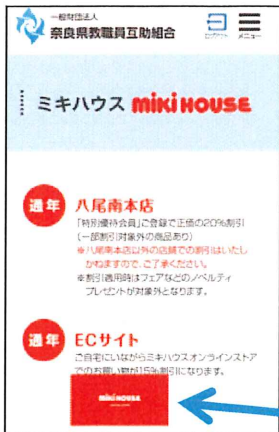 一般財団法人
奈良県教職員互助組合
メニュー
ミキハウス miki HOUSE
通年
八尾南本店
「特別優待会員」ご登録で正価の20%割引
(一部割引対象外の商品あり)
※八尾南本店以外の店舗での割引はいたし
かねますので、ご了承ください。
※割引適用時はフェアなどのノベルティ
プレゼントが対象外となります。
通年
ECサイト
ご自宅にいながらミキハウスオンラインストア
でのお買い物が15%割引になります。
miki HOUSE